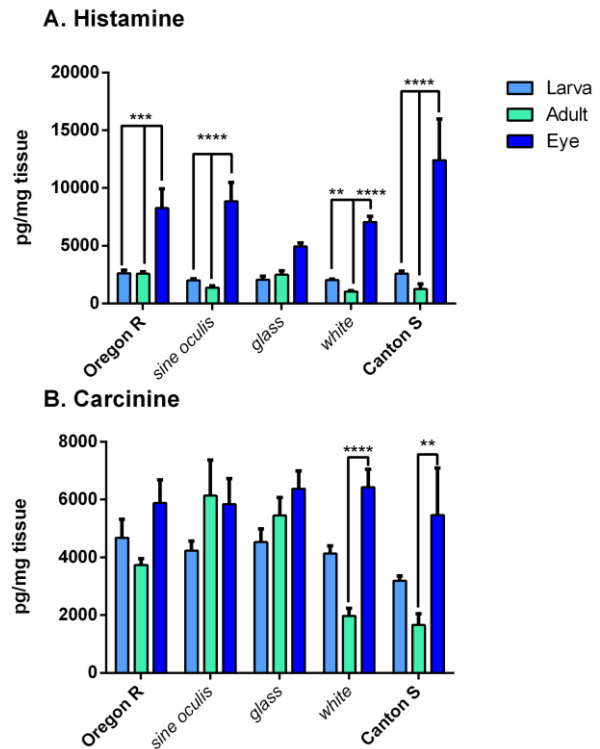 A. Histamine
20000
15000
10000
5000
0
pg/mg tissue
***
****
** ****
****
Larva
Adult
Eye
Oregon R
sine oculis
glass
white
Canton S
B. Carcinine
8000
6000
4000
2000
0
pg/mg tissue
****
**
Oregon R
sine oculis
glass
white
Canton S